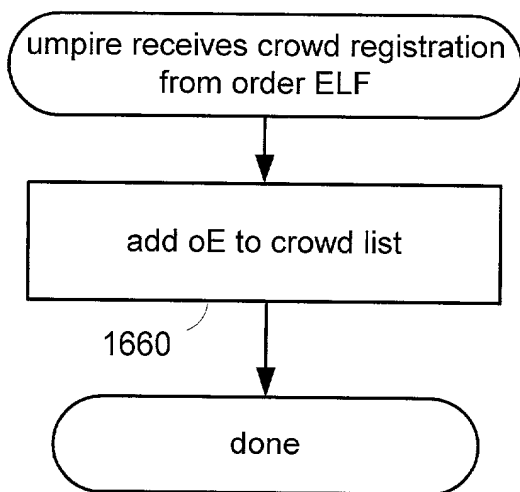 umpire receives crowd registration
from order ELF
add oE to crowd list
1660
done